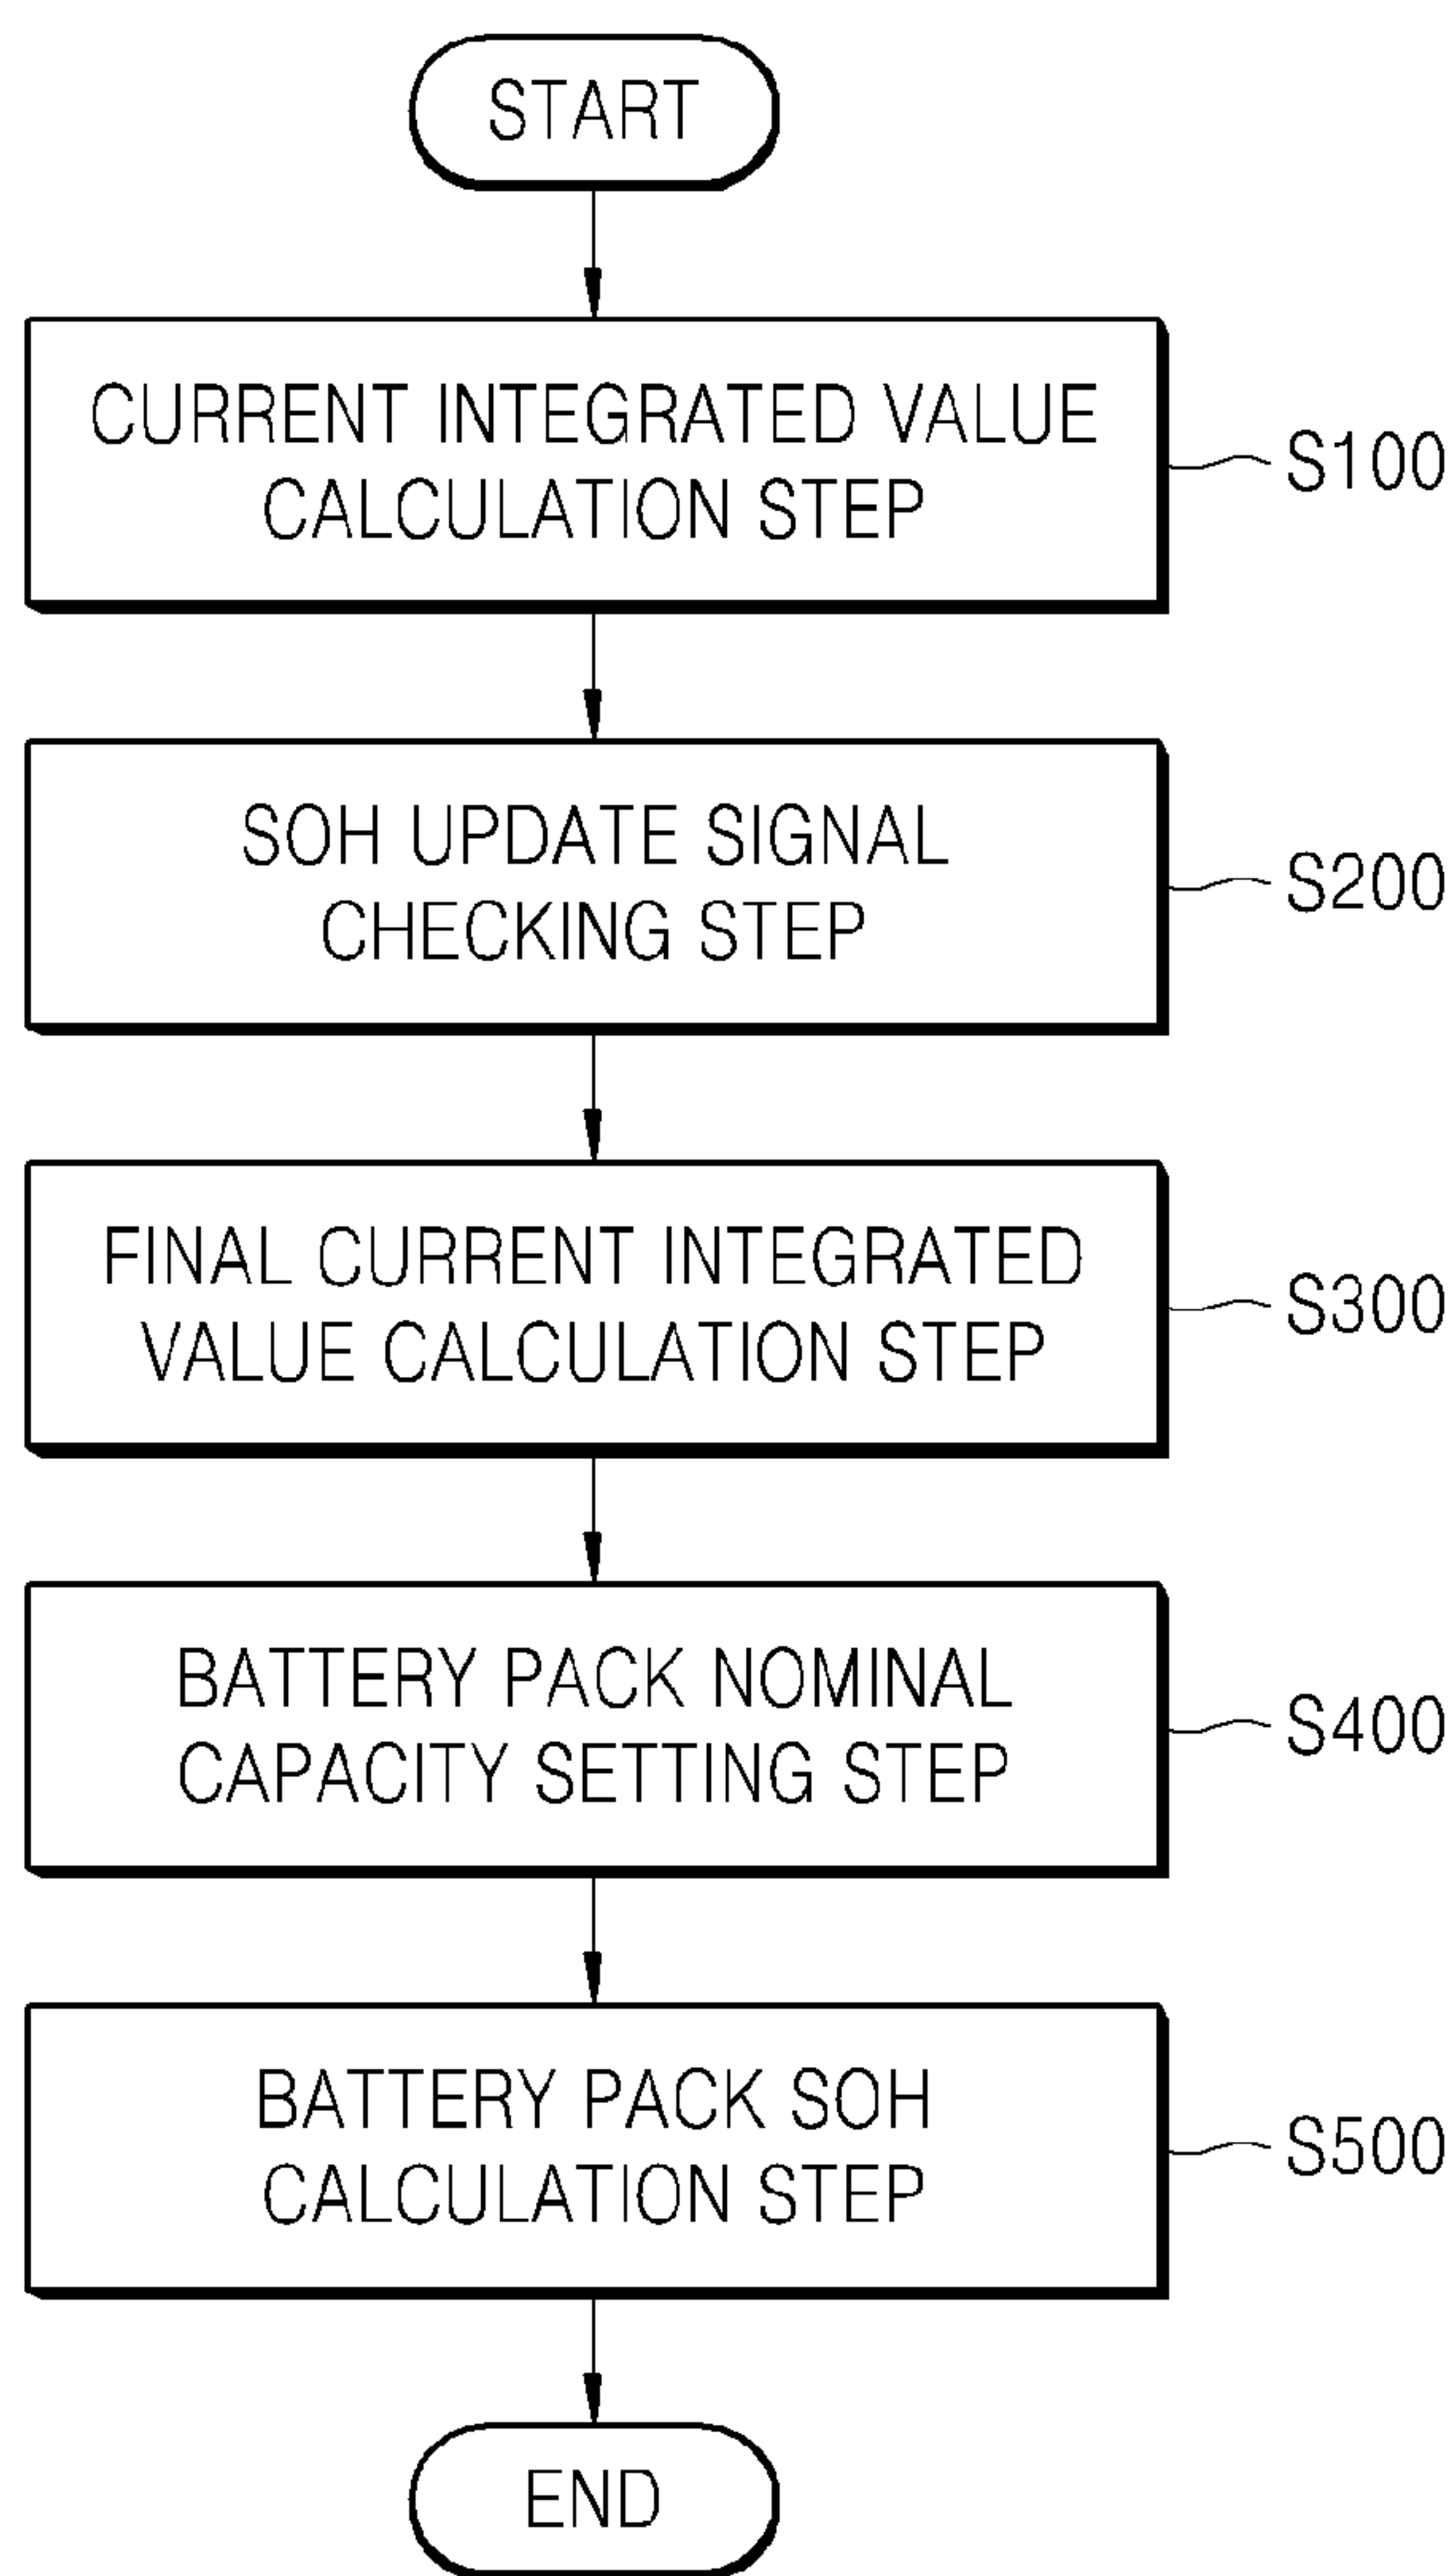 START
CURRENT INTEGRATED VALUE
CALCULATION STEP
S100
SOH UPDATE SIGNAL
CHECKING STEP
S200
FINAL CURRENT INTEGRATED
VALUE CALCULATION STEP
S300
BATTERY PACK NOMINAL
CAPACITY SETTING STEP
S400
BATTERY PACK SOH
CALCULATION STEP
S500
END